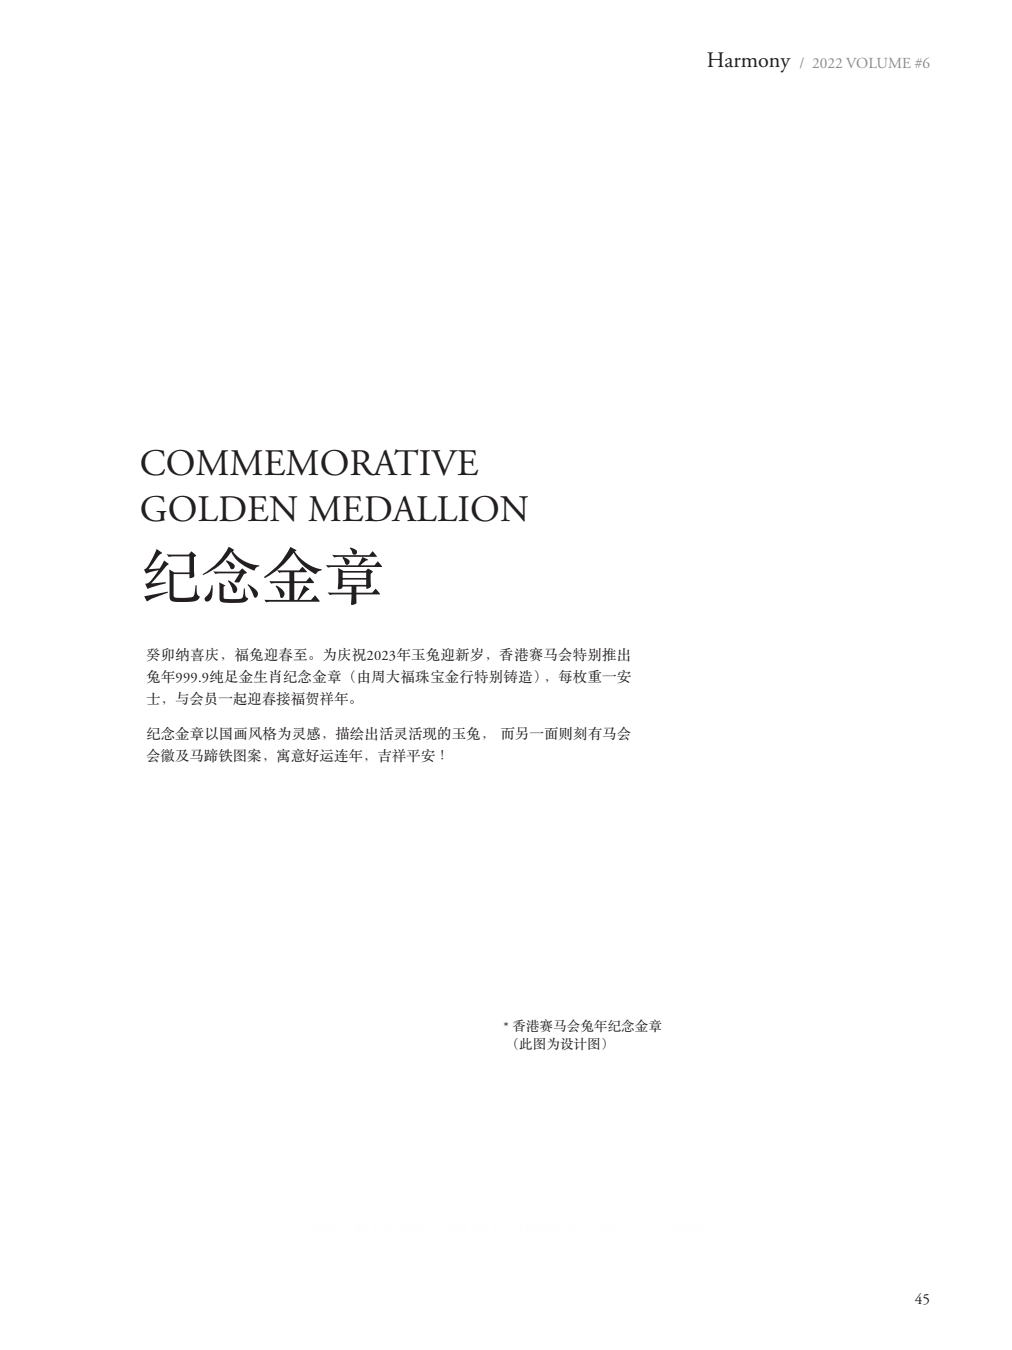 Harmony / 2022 VOLUME #6
COMMEMORATIVE
GOLDEN MEDALLION
纪念金章
癸卯纳喜庆，福兔迎春至。为庆祝2023年玉兔迎新岁，香港赛马会特别推出
兔年999.9纯足金生肖纪念金章（由周大福珠宝金行特别铸造），每枚重一安
士，与会员一起迎春接福贺祥年。
纪念金章以国画风格为灵感，描绘出活灵活现的玉兔， 而另一面则刻有马会
会徽及马蹄铁图案，寓意好运连年，吉祥平安！
* 香港赛马会兔年纪念金章
（此图为设计图）
45